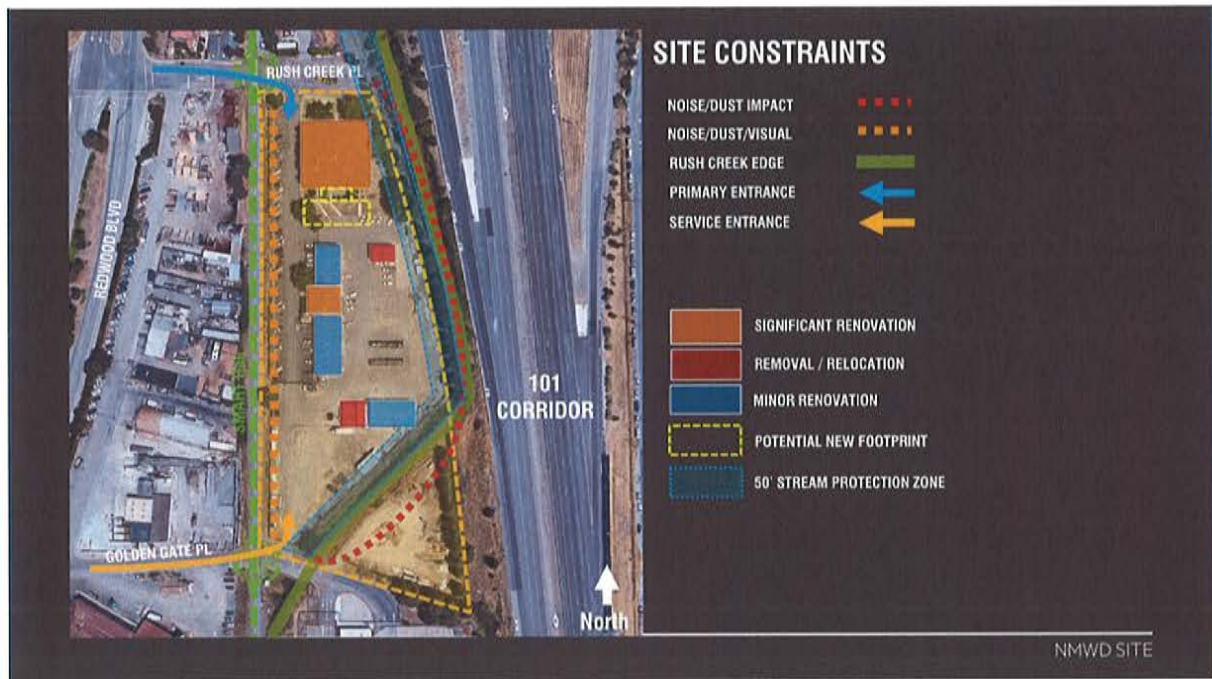 SITE CONSTRAINTS
NOISE/DUST IMPACT
NOISE/DUST/VISUAL
RUSH CREEK EDGE
PRIMARY ENTRANCE
SERVICE ENTRANCE
SIGNIFICANT RENOVATION
REMOVAL / RELOCATION
MINOR RENOVATION
POTENTIAL NEW FOOTPRINT
50' STREAM PROTECTION ZONE
RUSH CREEK PL
REDWOOD BLVD
101
CORRIDOR
GOLDEN GATE PL
North
NMWD SITE